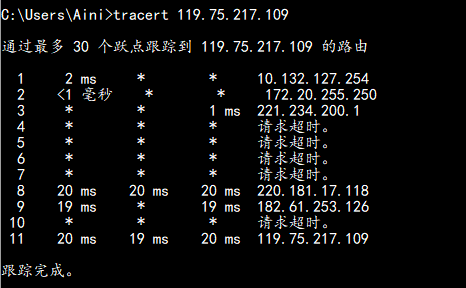 C:\Users\Aini>tracert 119.75.217.109
通过最多 30 个跃点跟踪到 119.75.217.109 的路由
1 2 ms * * 10.132.127.254
2 <1 毫秒 * * 172.20.255.250
3 * * 1 ms 221.234.200.1
4 * * * 请求超时。
5 * * * 请求超时。
6 * * * 请求超时。
7 * * * 请求超时。
8 20 ms 20 ms 20 ms 220.181.17.118
9 19 ms * 19 ms 182.61.253.126
10 * * * 请求超时。
11 20 ms 19 ms 20 ms 119.75.217.109
跟踪完成。